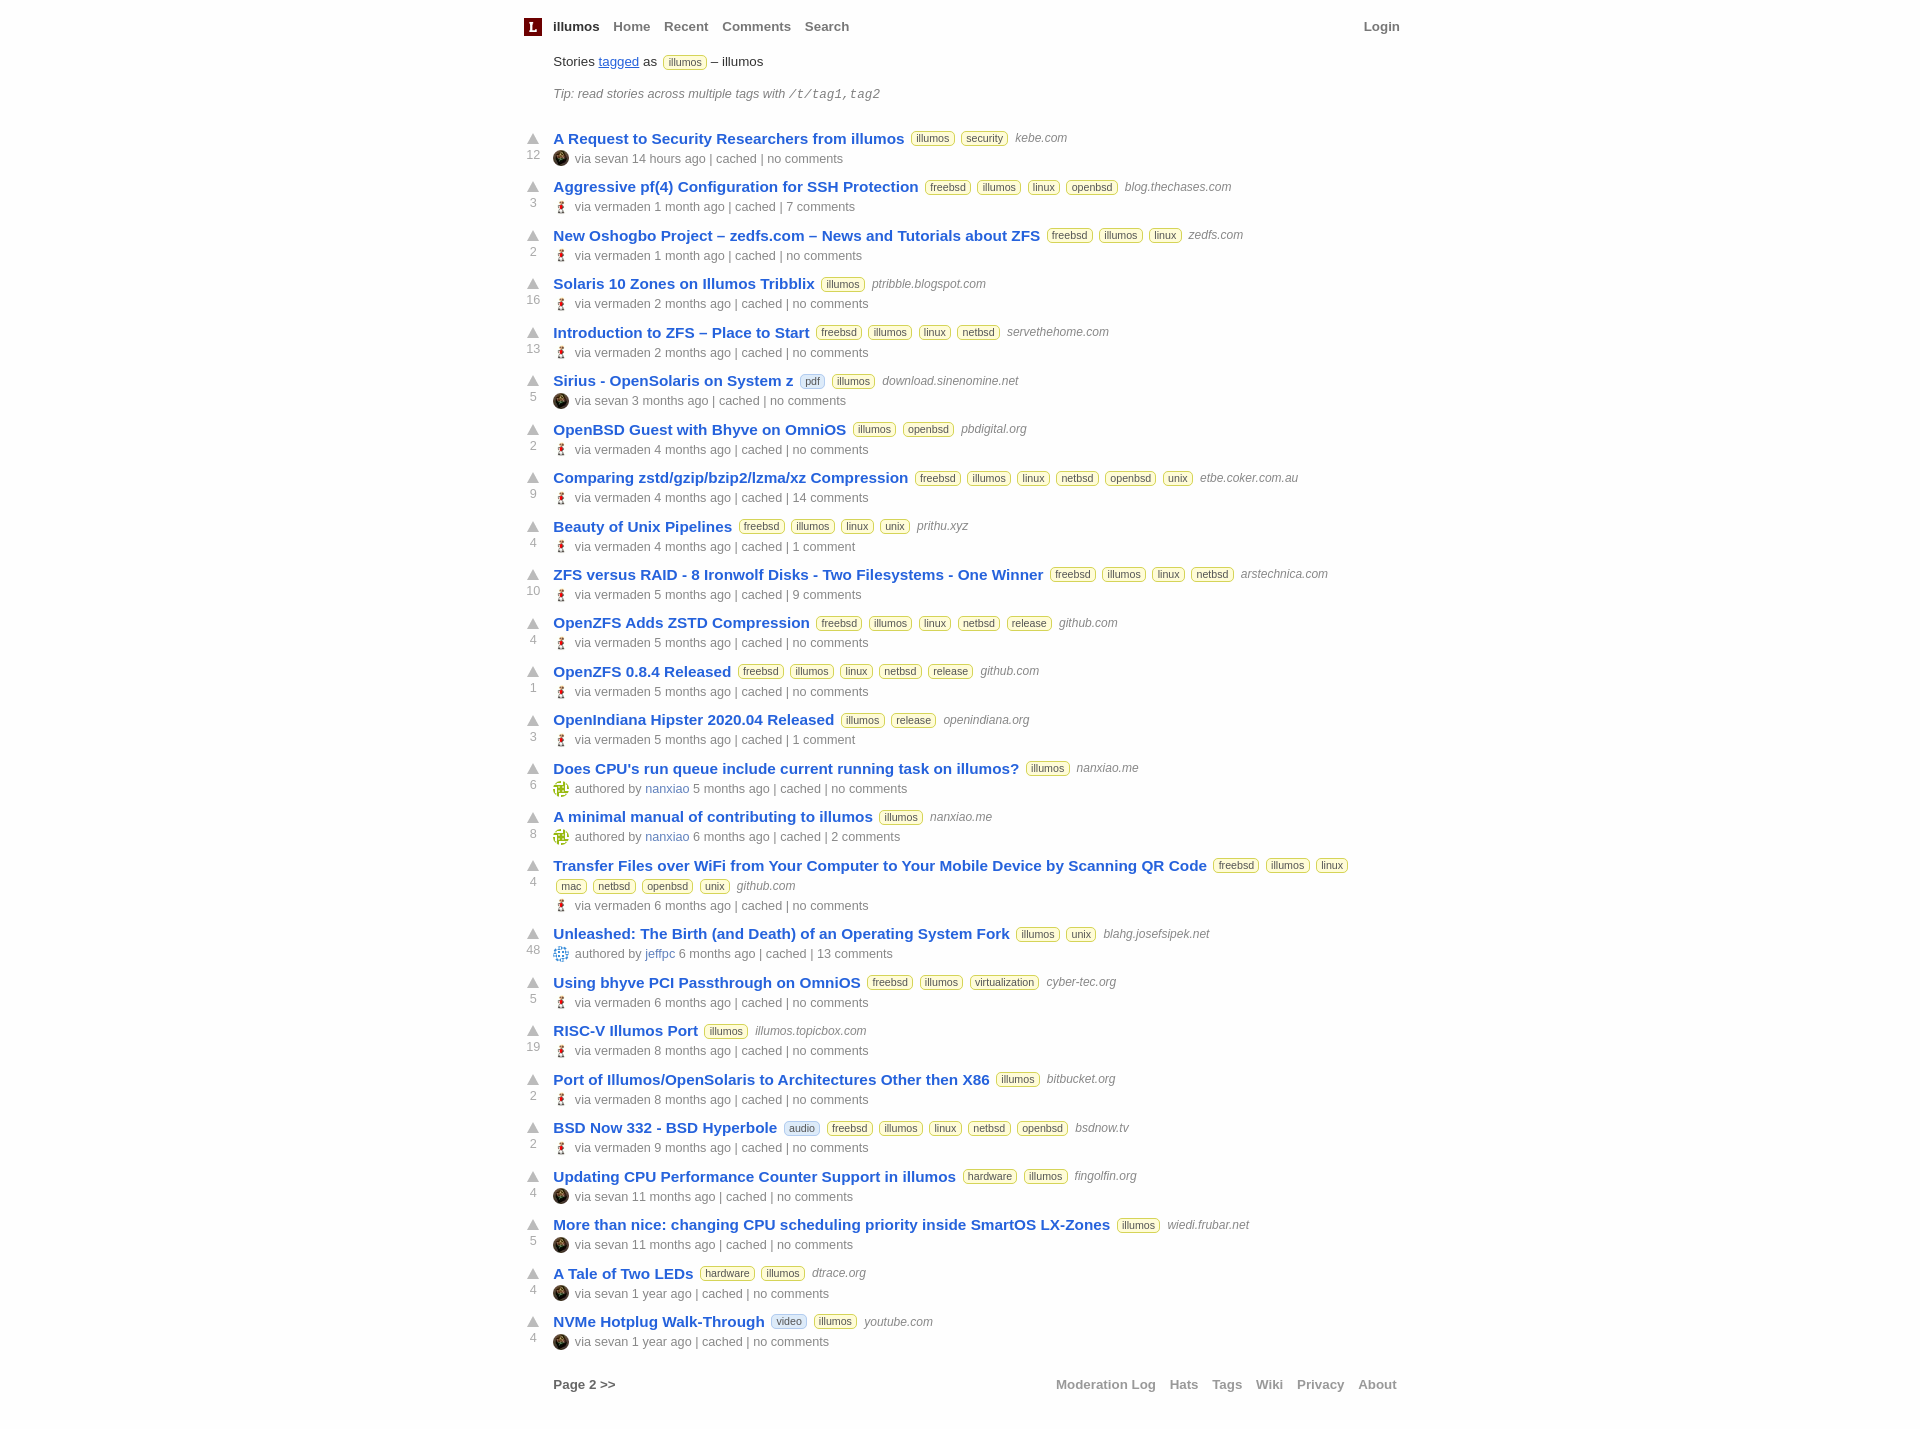 L illumos Home Recent Comments Search Login
Stories tagged as illumos – illumos
Tip: read stories across multiple tags with /t/tag1,tag2
A Request to Security Researchers from illumos illumos security kebe.com
12 via sevan 14 hours ago | cached | no comments
Aggressive pf(4) Configuration for SSH Protection freebsd illumos linux openbsd blog.thechases.com
3 via vermaden 1 month ago | cached | 7 comments
New Oshogbo Project – zedfs.com – News and Tutorials about ZFS freebsd illumos linux zedfs.com
2 via vermaden 1 month ago | cached | no comments
Solaris 10 Zones on Illumos Tribblix illumos ptribble.blogspot.com
16 via vermaden 2 months ago | cached | no comments
Introduction to ZFS – Place to Start freebsd illumos linux netbsd servethehome.com
13 via vermaden 2 months ago | cached | no comments
Sirius - OpenSolaris on System z pdf illumos download.sinenomine.net
5 via sevan 3 months ago | cached | no comments
OpenBSD Guest with Bhyve on OmniOS illumos openbsd pbdigital.org
2 via vermaden 4 months ago | cached | no comments
Comparing zstd/gzip/bzip2/lzma/xz Compression freebsd illumos linux netbsd openbsd unix etbe.coker.com.au
9 via vermaden 4 months ago | cached | 14 comments
Beauty of Unix Pipelines freebsd illumos linux unix prithu.xyz
4 via vermaden 4 months ago | cached | 1 comment
ZFS versus RAID - 8 Ironwolf Disks - Two Filesystems - One Winner freebsd illumos linux netbsd arstechnica.com
10 via vermaden 5 months ago | cached | 9 comments
OpenZFS Adds ZSTD Compression freebsd illumos linux netbsd release github.com
4 via vermaden 5 months ago | cached | no comments
OpenZFS 0.8.4 Released freebsd illumos linux netbsd release github.com
1 via vermaden 5 months ago | cached | no comments
OpenIndiana Hipster 2020.04 Released illumos release openindiana.org
3 via vermaden 5 months ago | cached | 1 comment
Does CPU's run queue include current running task on illumos? illumos nanxiao.me
6 authored by nanxiao 5 months ago | cached | no comments
A minimal manual of contributing to illumos illumos nanxiao.me
8 authored by nanxiao 6 months ago | cached | 2 comments
Transfer Files over WiFi from Your Computer to Your Mobile Device by Scanning QR Code freebsd illumos linux
4 mac netbsd openbsd unix github.com
via vermaden 6 months ago | cached | no comments
Unleashed: The Birth (and Death) of an Operating System Fork illumos unix blahg.josefsipek.net
48 authored by jeffpc 6 months ago | cached | 13 comments
Using bhyve PCI Passthrough on OmniOS freebsd illumos virtualization cyber-tec.org
5 via vermaden 6 months ago | cached | no comments
RISC-V Illumos Port illumos illumos.topicbox.com
19 via vermaden 8 months ago | cached | no comments
Port of Illumos/OpenSolaris to Architectures Other then X86 illumos bitbucket.org
2 via vermaden 8 months ago | cached | no comments
BSD Now 332 - BSD Hyperbole audio freebsd illumos linux netbsd openbsd bsdnow.tv
2 via vermaden 9 months ago | cached | no comments
Updating CPU Performance Counter Support in illumos hardware illumos fingolfin.org
4 via sevan 11 months ago | cached | no comments
More than nice: changing CPU scheduling priority inside SmartOS LX-Zones illumos wiedi.frubar.net
5 via sevan 11 months ago | cached | no comments
A Tale of Two LEDs hardware illumos dtrace.org
4 via sevan 1 year ago | cached | no comments
NVMe Hotplug Walk-Through video illumos youtube.com
4 via sevan 1 year ago | cached | no comments
Page 2 >> Moderation Log Hats Tags Wiki Privacy About